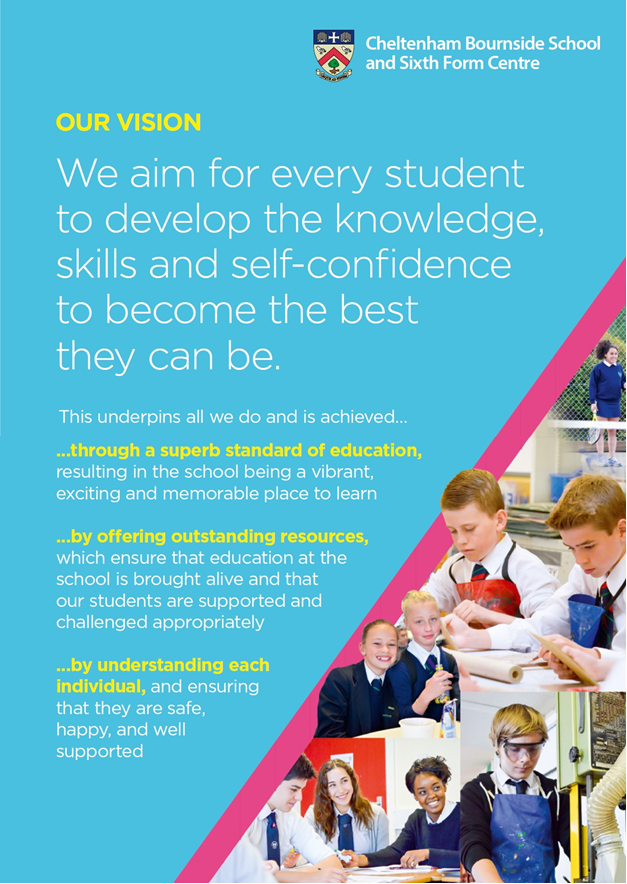 Cheltenham Bournside School
and Sixth Form Centre
OUR VISION
We aim for every student
to develop the knowledge,
skills and self-confidence
to become the best
they can be.
This underpins all we do and is achieved...
...through a superb standard of education,
resulting in the school being a vibrant,
exciting and memorable place to learn
...by offering outstanding resources,
which ensure that education at the
school is brought alive and that
our students are supported and
challenged appropriately
...by understanding each
individual, and ensuring
that they are safe,
happy, and well
supported